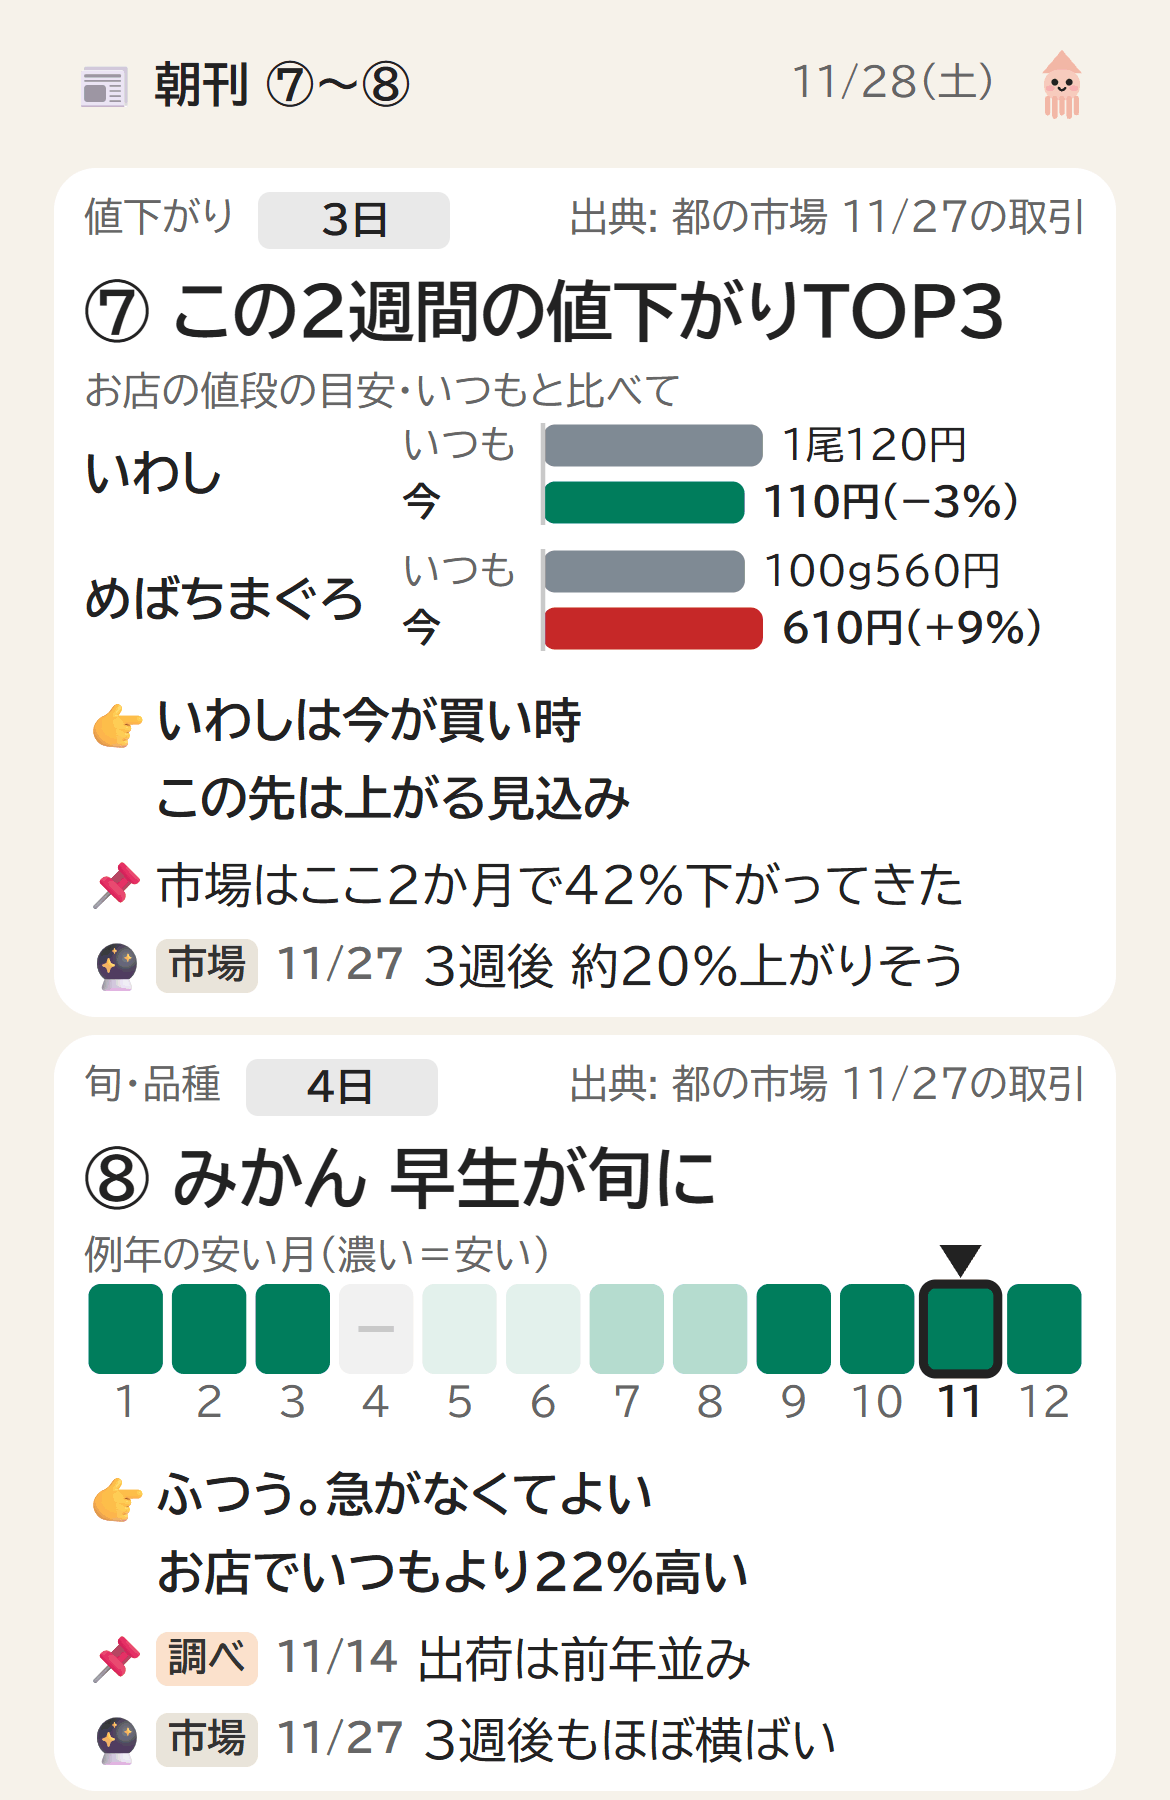 朝刊 ⑦〜⑧ 11/28(土)
値下がり 3日 出典: 都の市場 11/27の取引
⑦ この2週間の値下がりTOP3
お店の値段の目安・いつもと比べて
いわし
いつも 1尾120円
今 110円(−3%)
めばちまぐろ
いつも 100g560円
今 610円(+9%)
いわしは今が買い時
この先は上がる見込み
市場はここ2か月で42%下がってきた
市場 11/27 3週後 約20%上がりそう
旬・品種 4日 出典: 都の市場 11/27の取引
⑧ みかん 早生が旬に
例年の安い月(濃い=安い)
–
1 2 3 4 5 6 7 8 9 10 11 12
ふつう。急がなくてよい
お店でいつもより22%高い
調べ 11/14 出荷は前年並み
市場 11/27 3週後もほぼ横ばい